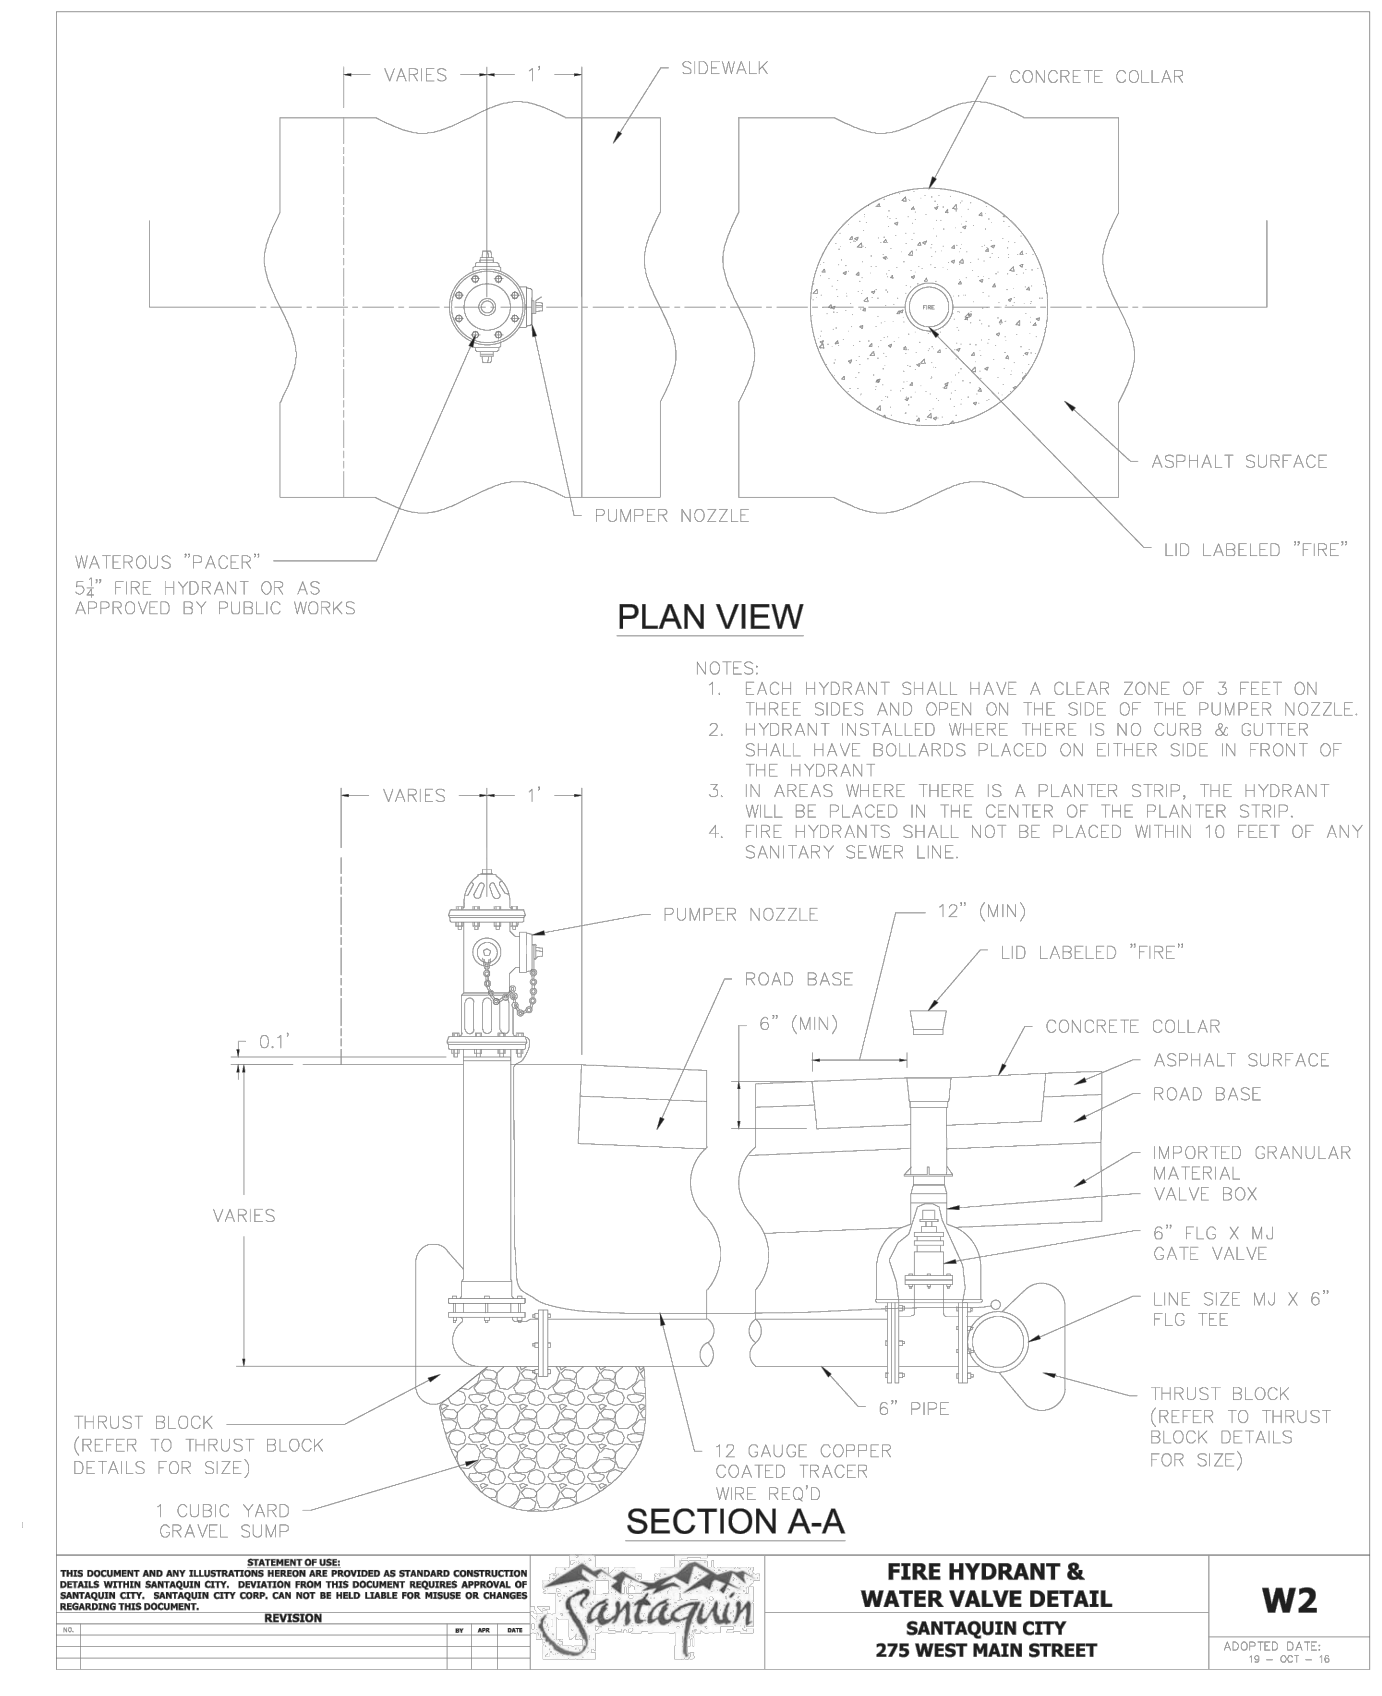 VARIES
1'
SIDEWALK
CONCRETE COLLAR
FIRE
ASPHALT SURFACE
PUMPER NOZZLE
LID LABELED "FIRE"
WATEROUS "PACER"
5 1/4" FIRE HYDRANT OR AS
APPROVED BY PUBLIC WORKS
PLAN VIEW
NOTES:
1. EACH HYDRANT SHALL HAVE A CLEAR ZONE OF 3 FEET ON
THREE SIDES AND OPEN ON THE SIDE OF THE PUMPER NOZZLE.
2. HYDRANT INSTALLED WHERE THERE IS NO CURB & GUTTER
SHALL HAVE BOLLARDS PLACED ON EITHER SIDE IN FRONT OF
THE HYDRANT
3. IN AREAS WHERE THERE IS A PLANTER STRIP, THE HYDRANT
WILL BE PLACED IN THE CENTER OF THE PLANTER STRIP.
4. FIRE HYDRANTS SHALL NOT BE PLACED WITHIN 10 FEET OF ANY
SANITARY SEWER LINE.
VARIES
1'
PUMPER NOZZLE
12" (MIN)
LID LABELED "FIRE"
ROAD BASE
6" (MIN)
CONCRETE COLLAR
0.1'
ASPHALT SURFACE
ROAD BASE
IMPORTED GRANULAR
MATERIAL
VALVE BOX
VARIES
6" FLG X MJ
GATE VALVE
LINE SIZE MJ X 6"
FLG TEE
6" PIPE
THRUST BLOCK
(REFER TO THRUST
BLOCK DETAILS
FOR SIZE)
THRUST BLOCK
(REFER TO THRUST BLOCK
DETAILS FOR SIZE)
12 GAUGE COPPER
COATED TRACER
WIRE REQ'D
1 CUBIC YARD
GRAVEL SUMP
SECTION A-A
STATEMENT OF USE:
THIS DOCUMENT AND ANY ILLUSTRATIONS HEREON ARE PROVIDED AS STANDARD CONSTRUCTION
DETAILS WITHIN SANTAQUIN CITY. DEVIATION FROM THIS DOCUMENT REQUIRES APPROVAL OF
SANTAQUIN CITY. SANTAQUIN CITY CORP. CAN NOT BE HELD LIABLE FOR MISUSE OR CHANGES
REGARDING THIS DOCUMENT.
REVISION
NO. BY APR DATE
Santaquin
FIRE HYDRANT &
WATER VALVE DETAIL
SANTAQUIN CITY
275 WEST MAIN STREET
W2
ADOPTED DATE:
19 - OCT - 16